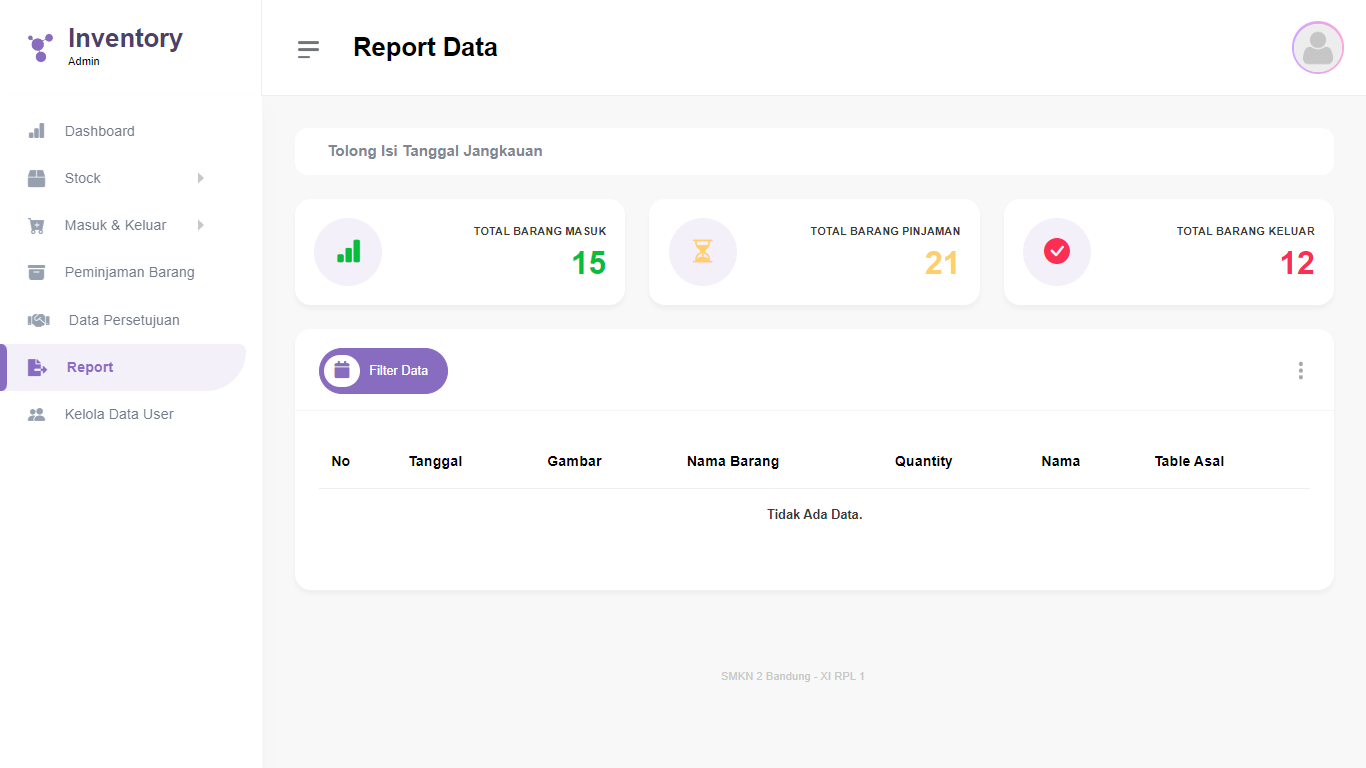 Inventory
Admin
Report Data
Dashboard
Stock
Masuk & Keluar
Peminjaman Barang
Data Persetujuan
Report
Kelola Data User
Tolong Isi Tanggal Jangkauan
TOTAL BARANG MASUK
15
TOTAL BARANG PINJAMAN
21
TOTAL BARANG KELUAR
12
Filter Data
No Tanggal Gambar Nama Barang Quantity Nama Table Asal
Tidak Ada Data.
SMKN 2 Bandung - XI RPL 1